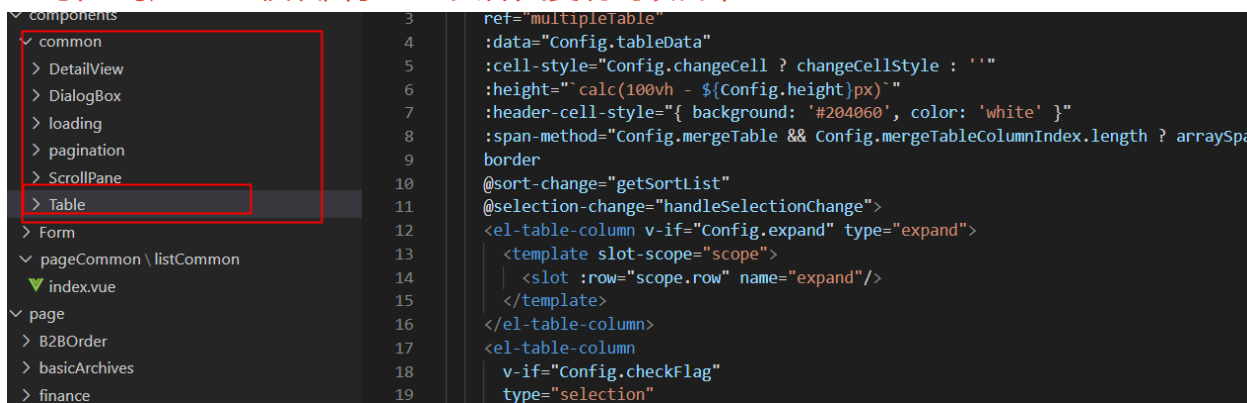 components
common
DetailView
DialogBox
loading
pagination
ScrollPane
Table
Form
pageCommon \ listCommon
index.vue
page
B2BOrder
basicArchives
finance
3 ref="multipleTable"
4 :data="Config.tableData"
5 :cell-style="Config.changeCell ? changeCellStyle : ''"
6 :height="`calc(100vh - ${Config.height}px)`"
7 :header-cell-style="{ background: '#204060', color: 'white' }"
8 :span-method="Config.mergeTable && Config.mergeTableColumnIndex.length ? arraySpa
9 border
10 @sort-change="getSortList"
11 @selection-change="handleSelectionChange">
12 <el-table-column v-if="Config.expand" type="expand">
13 <template slot-scope="scope">
14 <slot :row="scope.row" name="expand"/>
15 </template>
16 </el-table-column>
17 <el-table-column
18 v-if="Config.checkFlag"
19 type="selection"